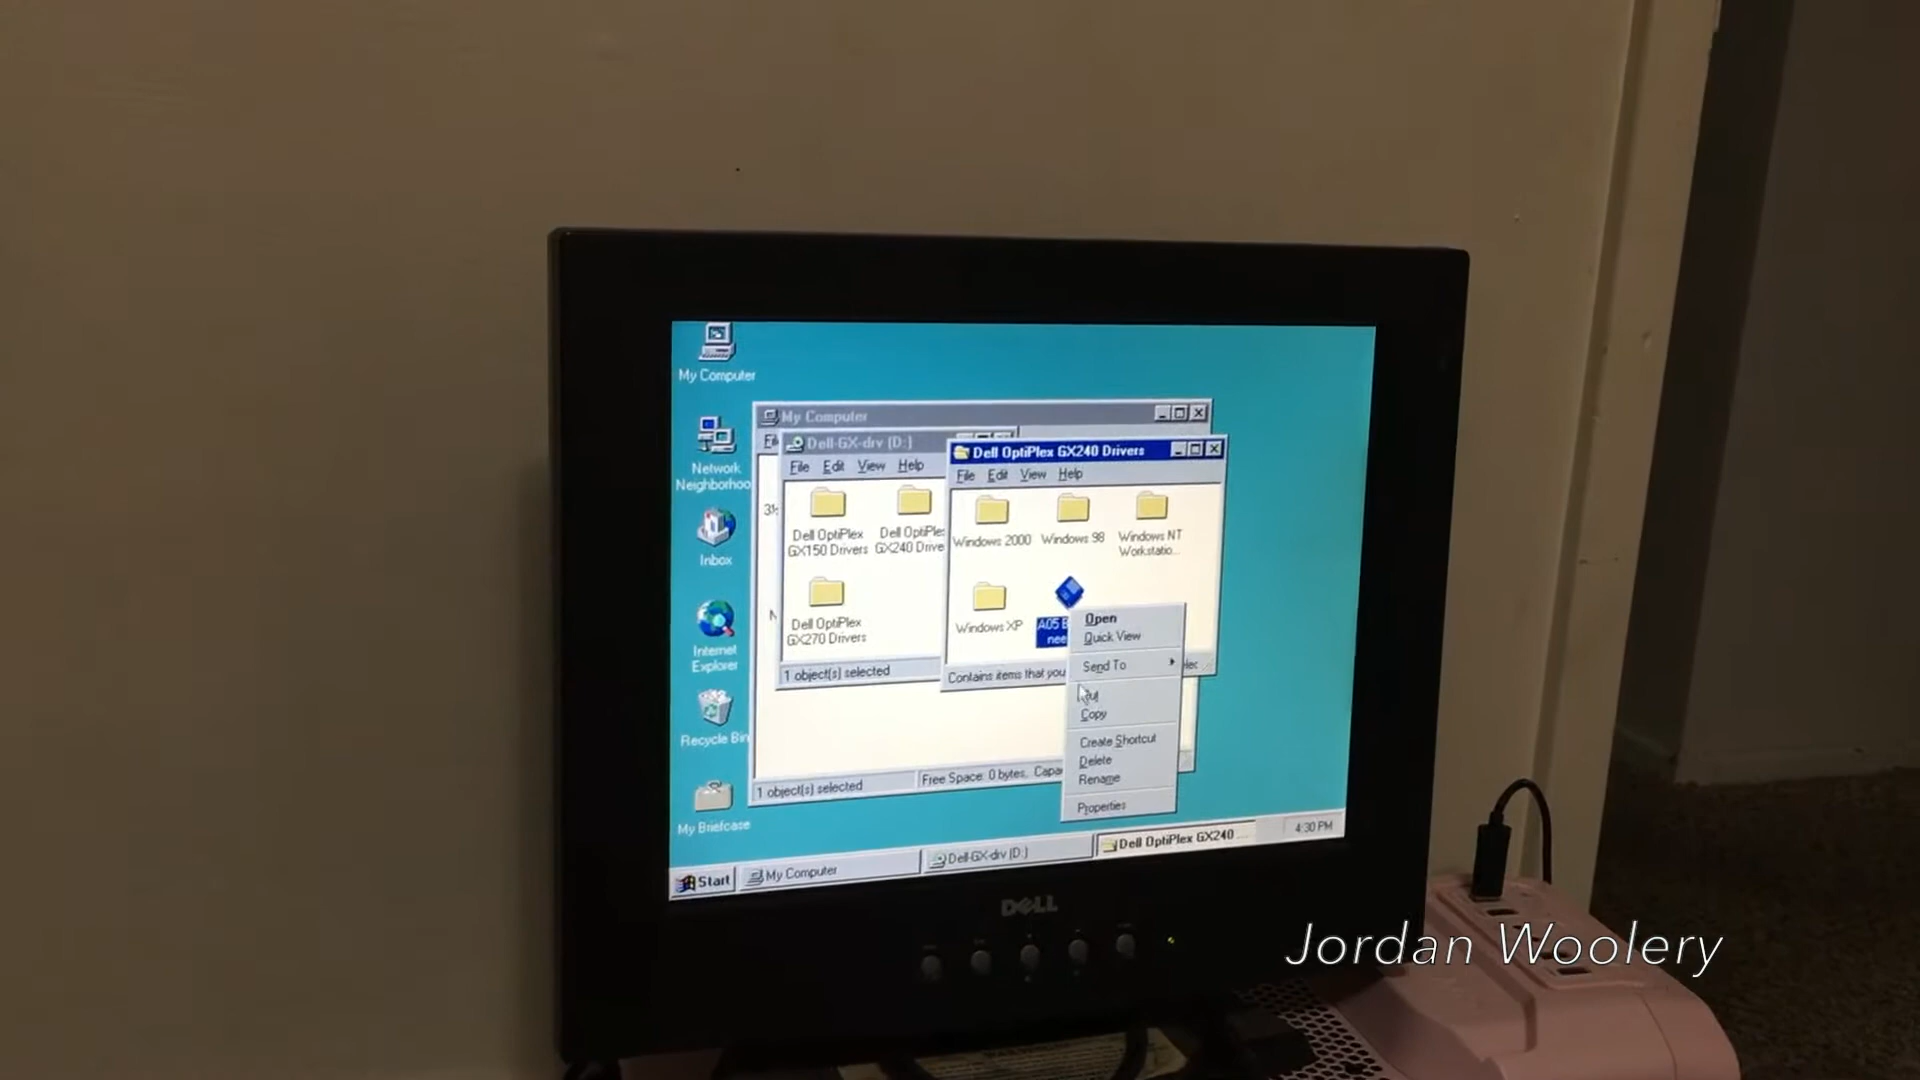 My Computer
Network
Neighborhoo
Inbox
Internet
Explorer
Recycle Bin
My Briefcase
My Computer
Dell-GX-drv (D:)
File Edit View Help
Dell OptiPlex
GX150 Drivers
Dell OptiPle
GX240 Drive
Dell OptiPlex
GX270 Drivers
1 object(s) selected
Dell OptiPlex GX240 Drivers
File Edit View Help
Windows 2000
Windows 98
Windows NT
Workstatio...
Windows XP
A05 B
nee
Contains items that you
Open
Quick View
Send To
Cut
Copy
Create Shortcut
Delete
Rename
Properties
1 object(s) selected
Free Space: 0 bytes, Capa
Start
My Computer
Dell-GX-drv (D:)
Dell OptiPlex GX240 ...
4:30 PM
DELL
Jordan Woolery